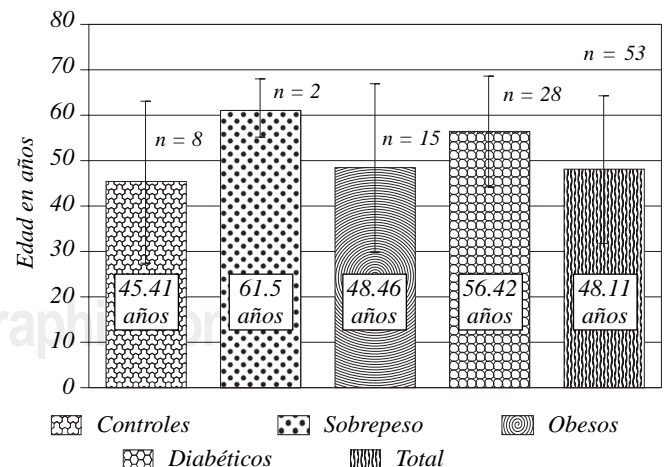 80
70
60
50
40
30
20
10
0
Edad en años
n = 8
n = 2
n = 15
n = 28
n = 53
45.41
años
61.5
años
48.46
años
56.42
años
48.11
años
Controles Sobrepeso Obesos
Diabéticos Total